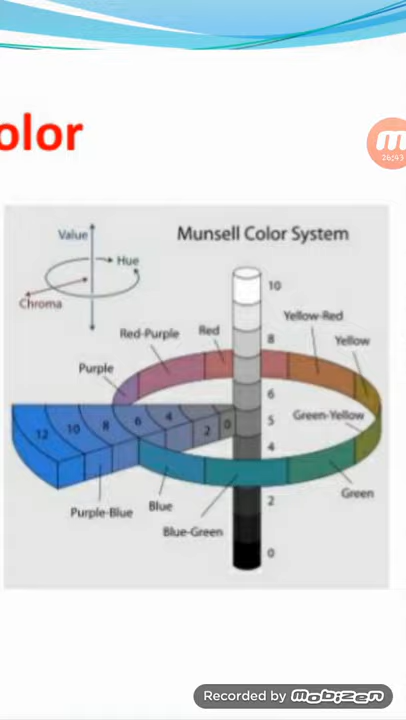 olor
26:43
Munsell Color System
Value
Hue
Chroma
10
Yellow-Red
Red
Red-Purple
8
Yellow
Purple
6
Green-Yellow
12 10 8 6 4 2 0
5
4
Green
2
Blue
Purple-Blue
Blue-Green
0
Recorded by mobizen